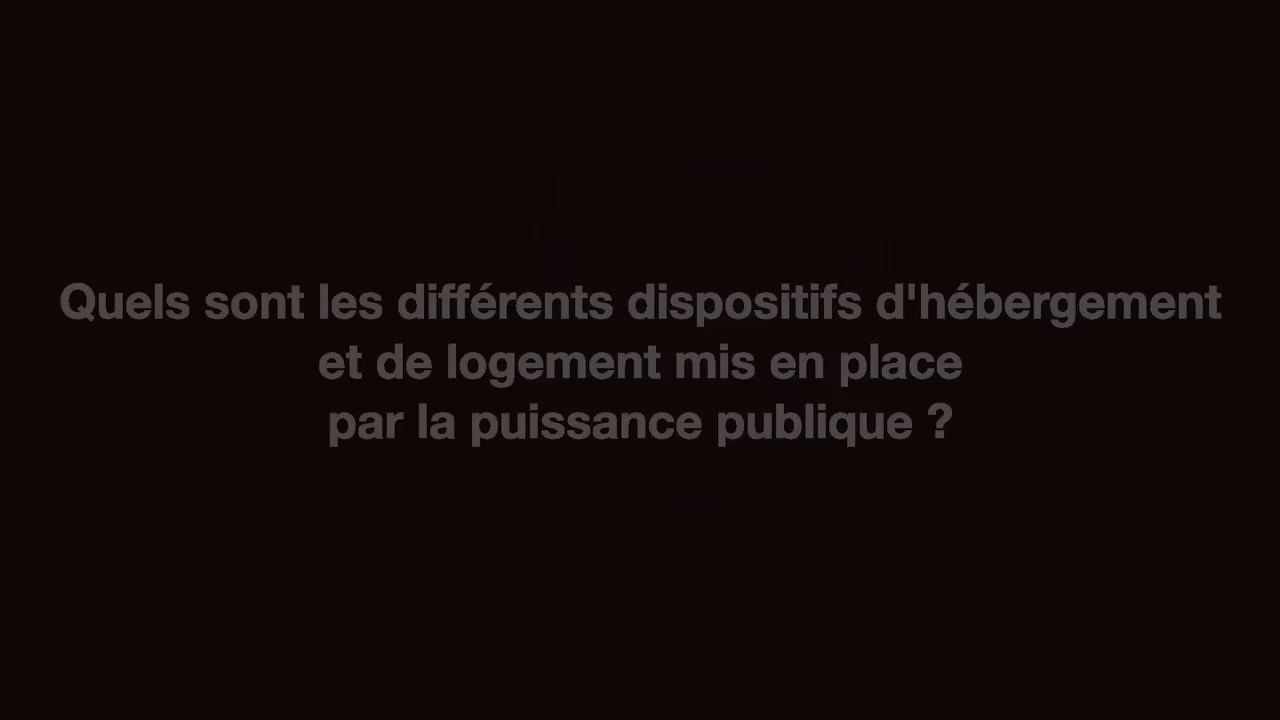 Quels sont les différents dispositifs d'hébergement
et de logement mis en place
par la puissance publique ?